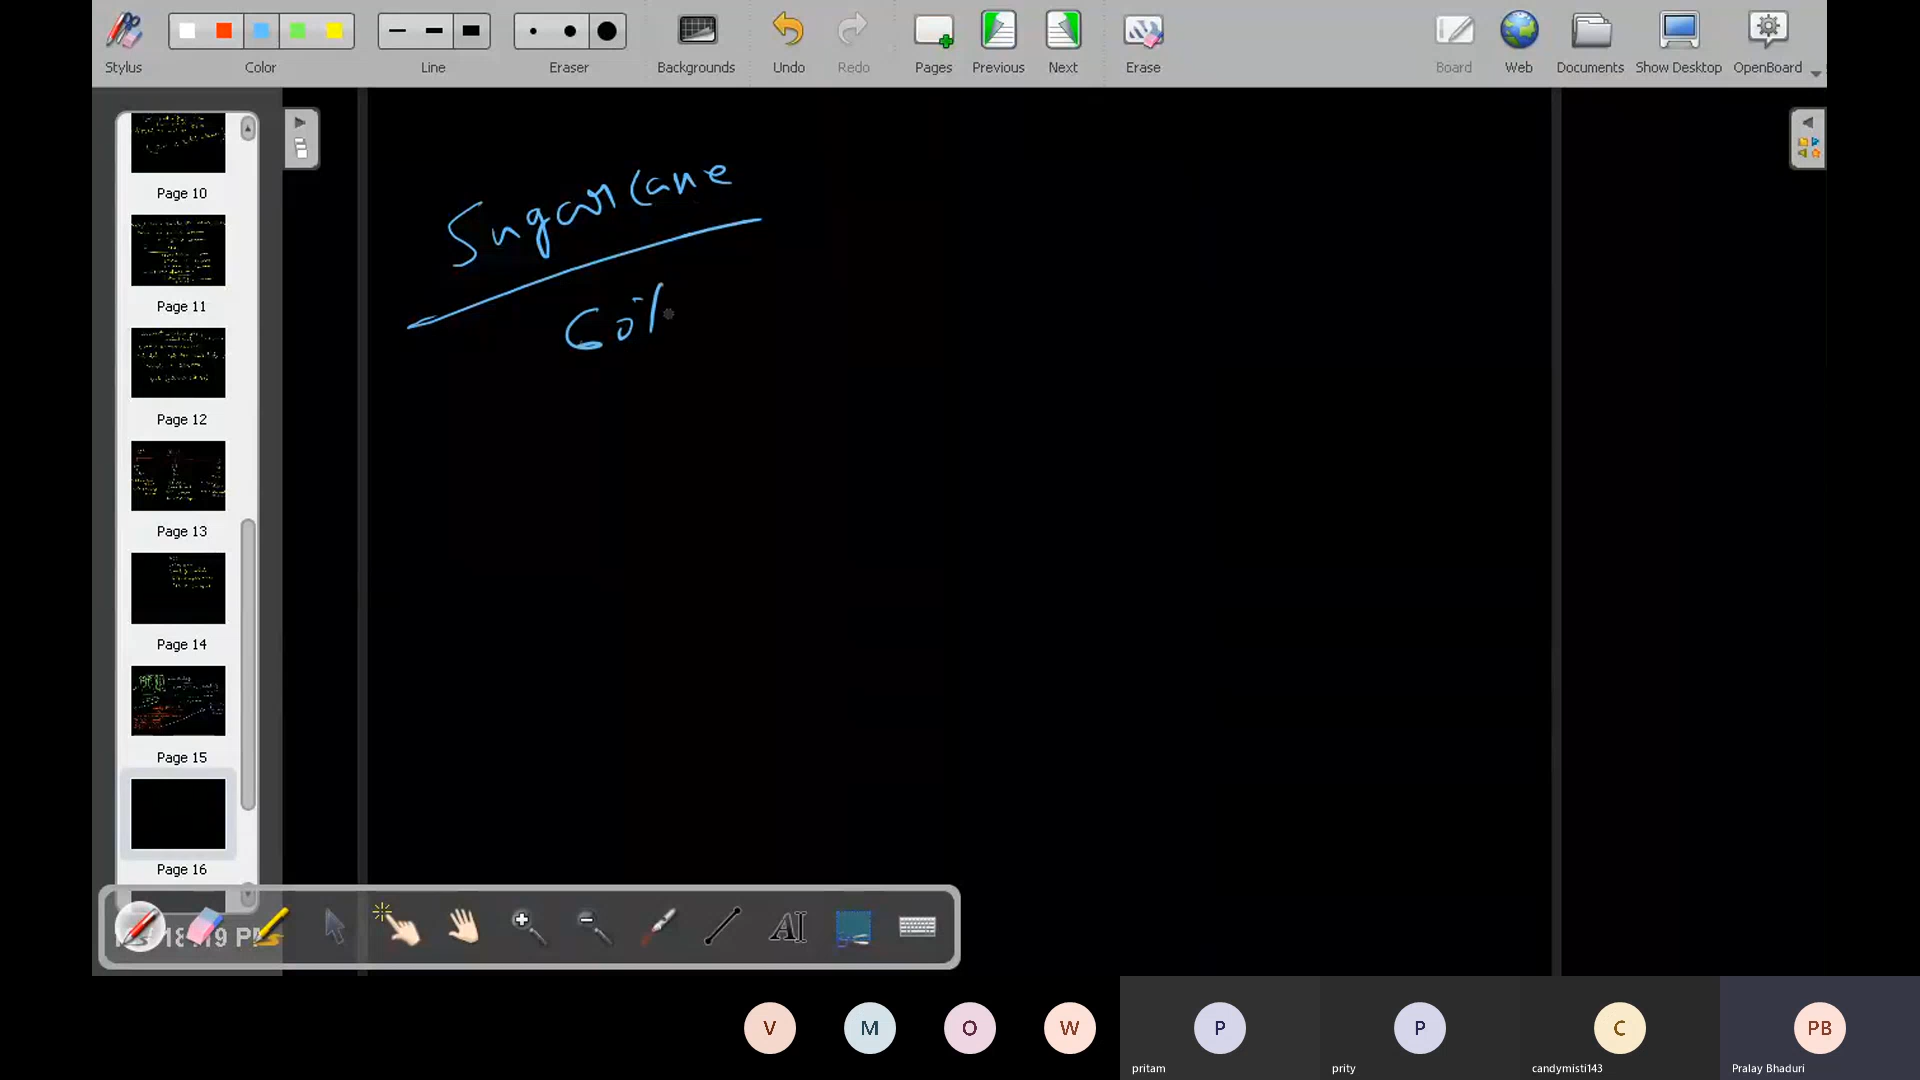 Stylus
Color
Line
Eraser
Backgrounds
Undo
Redo
Pages
Previous
Next
Erase
Board
Web
Documents
Show Desktop
OpenBoard
Page 10
Page 11
Page 12
Page 13
Page 14
Page 15
Page 16
Sugarcane
60%
AI
V
M
O
W
P
pritam
P
prity
C
candymisti143
PB
Pralay Bhaduri